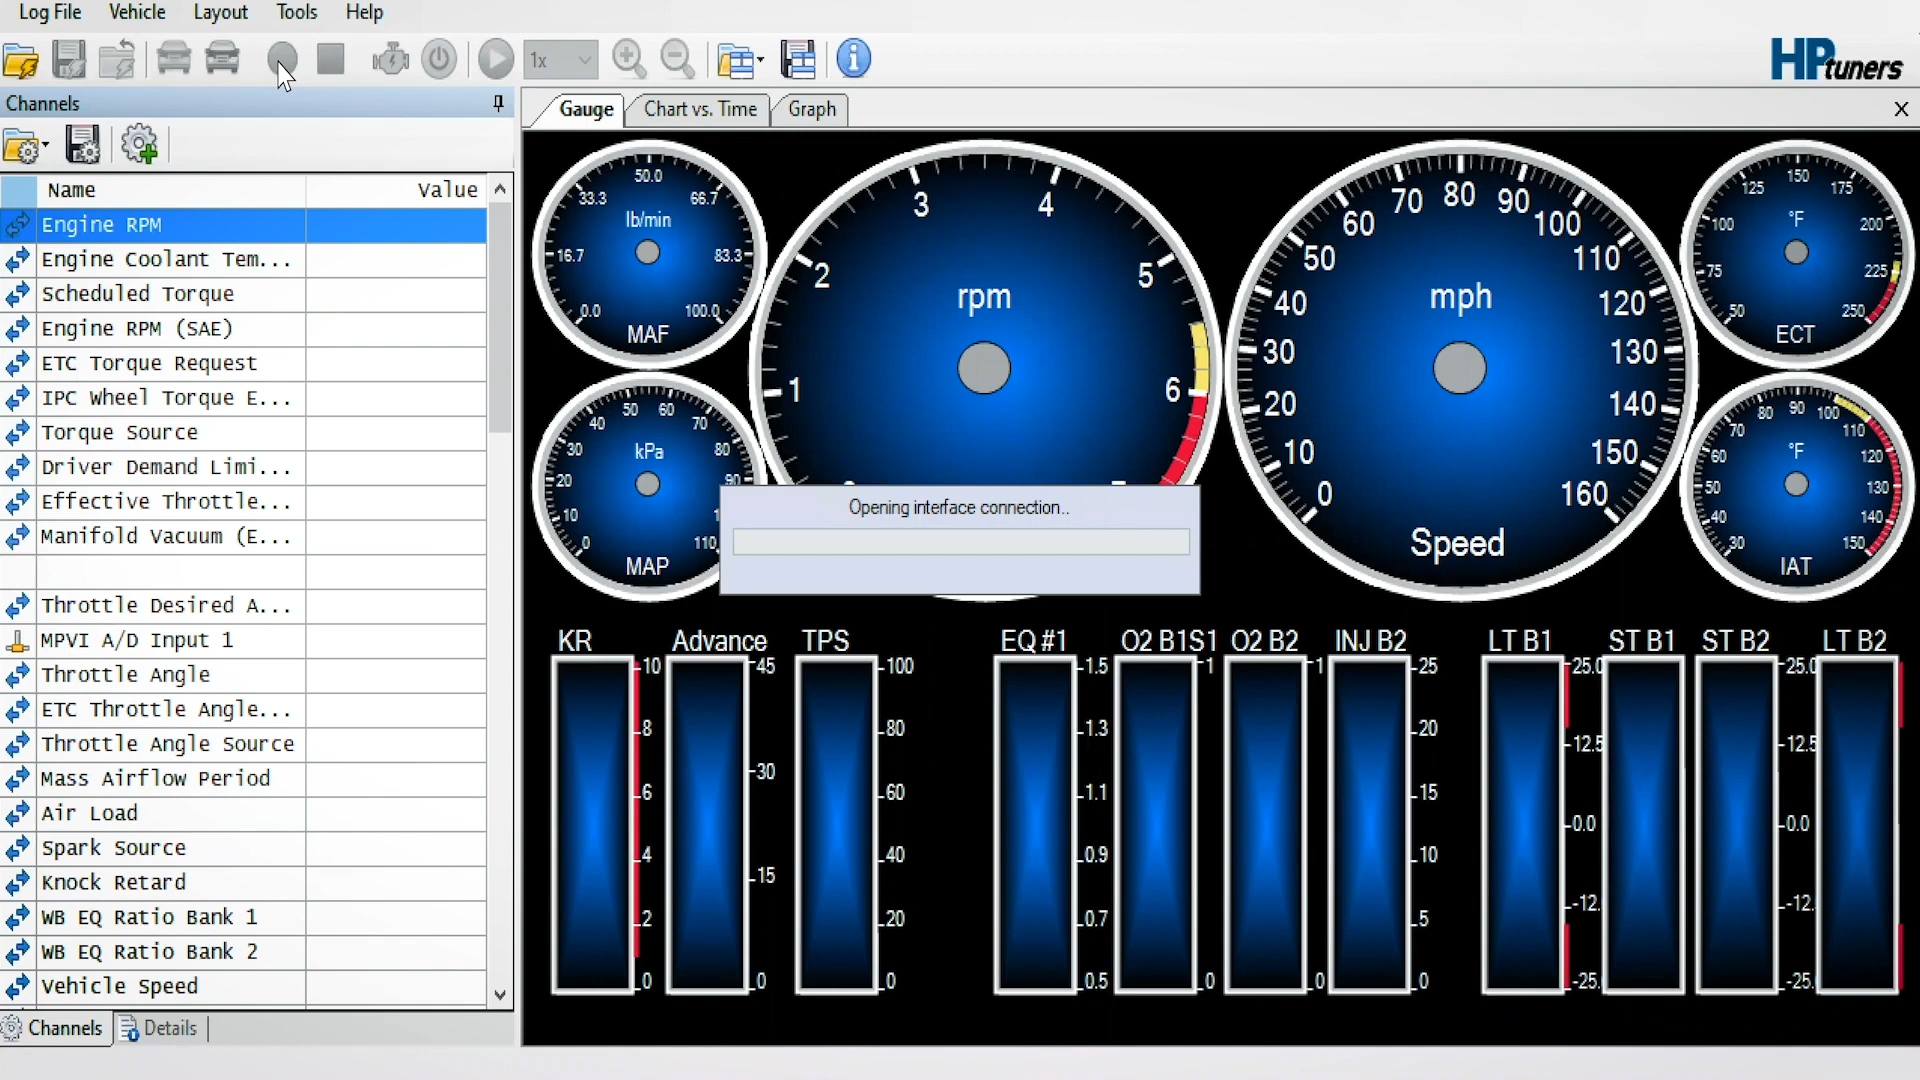 Log File Vehicle Layout Tools Help
1x
HPtuners
Channels
Gauge Chart vs. Time Graph
Name Value
Engine RPM
Engine Coolant Tem...
Scheduled Torque
Engine RPM (SAE)
ETC Torque Request
IPC Wheel Torque E...
Torque Source
Driver Demand Limi...
Effective Throttle...
Manifold Vacuum (E...
Throttle Desired A...
MPVI A/D Input 1
Throttle Angle
ETC Throttle Angle...
Throttle Angle Source
Mass Airflow Period
Air Load
Spark Source
Knock Retard
WB EQ Ratio Bank 1
WB EQ Ratio Bank 2
Vehicle Speed
Channels Details
0.0 16.7 33.3 50.0 66.7 83.3 100.0
lb/min
MAF
0 10 20 30 40 50 60 70 80 90 110
kPa
MAP
1 2 3 4 5 6
rpm
0 10 20 30 40 50 60 70 80 90 100 110 120 130 140 150 160
mph
Speed
50 75 100 125 150 175 200 225 250
°F
ECT
30 40 50 60 70 80 90 100 110 120 130 140 150
°F
IAT
Opening interface connection..
KR Advance TPS EQ #1 O2 B1S1 O2 B2 INJ B2 LT B1 ST B1 ST B2 LT B2
10 8 6 4 2 0
45 30 15 0
100 80 60 40 20 0
1.5 1.3 1.1 0.9 0.7 0.5
1 0
1 0
25 20 15 10 5 0
25.0 12.5 0.0 -12. -25.
25.0 12.5 0.0 -12. -25.